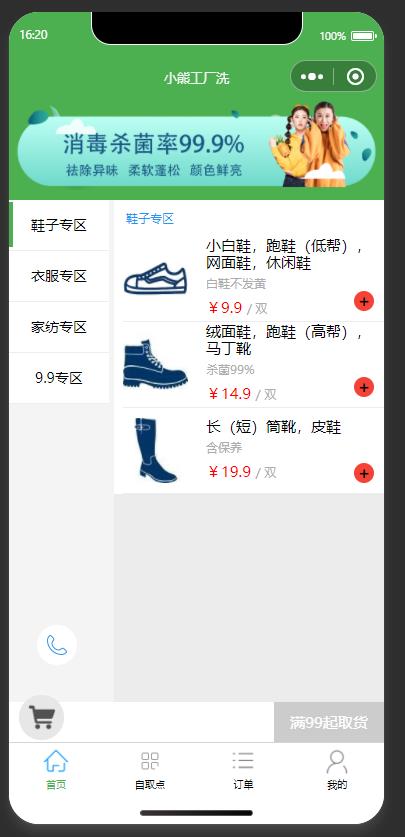 16:20
100%
小熊工厂洗
消毒杀菌率99.9%
祛除异味 柔软蓬松 颜色鲜亮
鞋子专区
衣服专区
家纺专区
9.9专区
鞋子专区
小白鞋，跑鞋（低帮），
网面鞋，休闲鞋
白鞋不发黄
￥9.9 / 双
绒面鞋，跑鞋（高帮），
马丁靴
杀菌99%
￥14.9 / 双
长（短）筒靴，皮鞋
含保养
￥19.9 / 双
满99起取货
首页
自取点
订单
我的